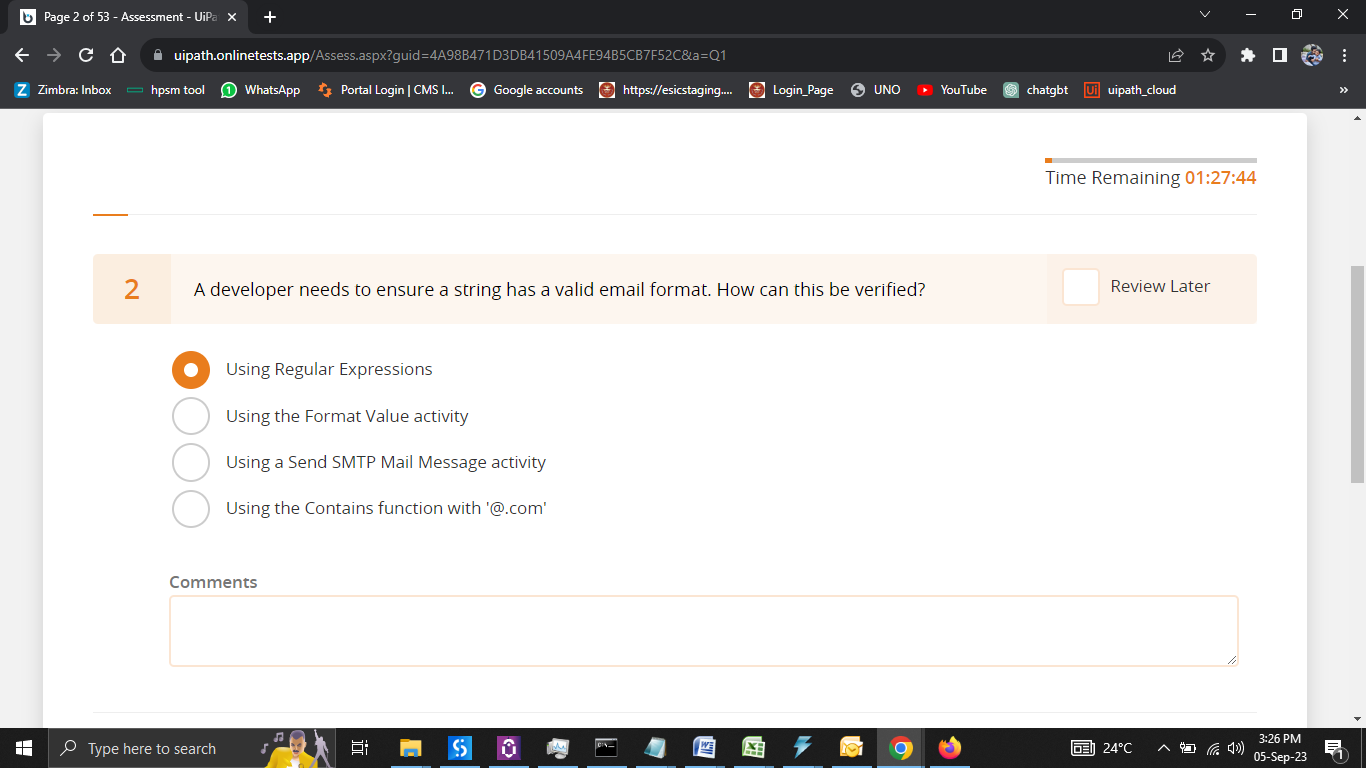 Page 2 of 53 - Assessment - UiPa
uipath.onlinetests.app/Assess.aspx?guid=4A98B471D3DB41509A4FE94B5CB7F52C&a=Q1
Zimbra: Inbox
hpsm tool
WhatsApp
Portal Login | CMS I...
Google accounts
https://esicstaging....
Login_Page
UNO
YouTube
chatgbt
uipath_cloud
Time Remaining 01:27:44
2
A developer needs to ensure a string has a valid email format. How can this be verified?
Review Later
Using Regular Expressions
Using the Format Value activity
Using a Send SMTP Mail Message activity
Using the Contains function with '@.com'
Comments
Type here to search
24°C
3:26 PM
05-Sep-23
1